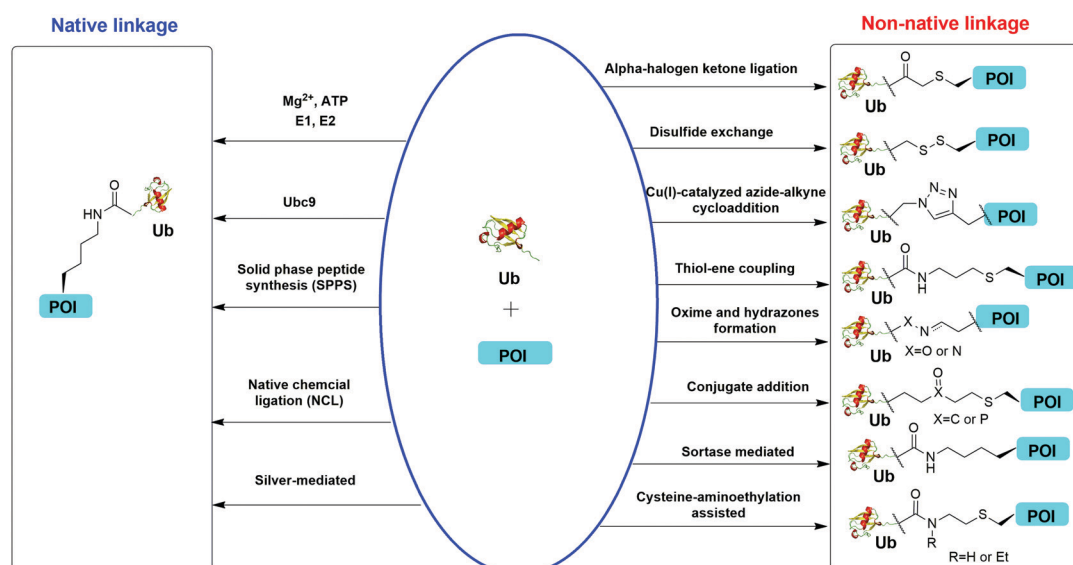 Native linkage
Non-native linkage
Mg2+, ATP
E1, E2
Ubc9
Solid phase peptide
synthesis (SPPS)
Native chemcial
ligation (NCL)
Silver-mediated
O
HN
Ub
POI
Ub
+
POI
Alpha-halogen ketone ligation
Disulfide exchange
Cu(I)-catalyzed azide-alkyne
cycloaddition
Thiol-ene coupling
Oxime and hydrazones
formation
Conjugate addition
Sortase mediated
Cysteine-aminoethylation
assisted
O
S
POI
Ub
S
S
POI
Ub
N=N
N
POI
Ub
O
N
H
S
POI
Ub
X
N
POI
Ub
X=O or N
O
X
S
POI
Ub
X=C or P
O
N
H
POI
Ub
O
N
R
S
POI
Ub
R=H or Et